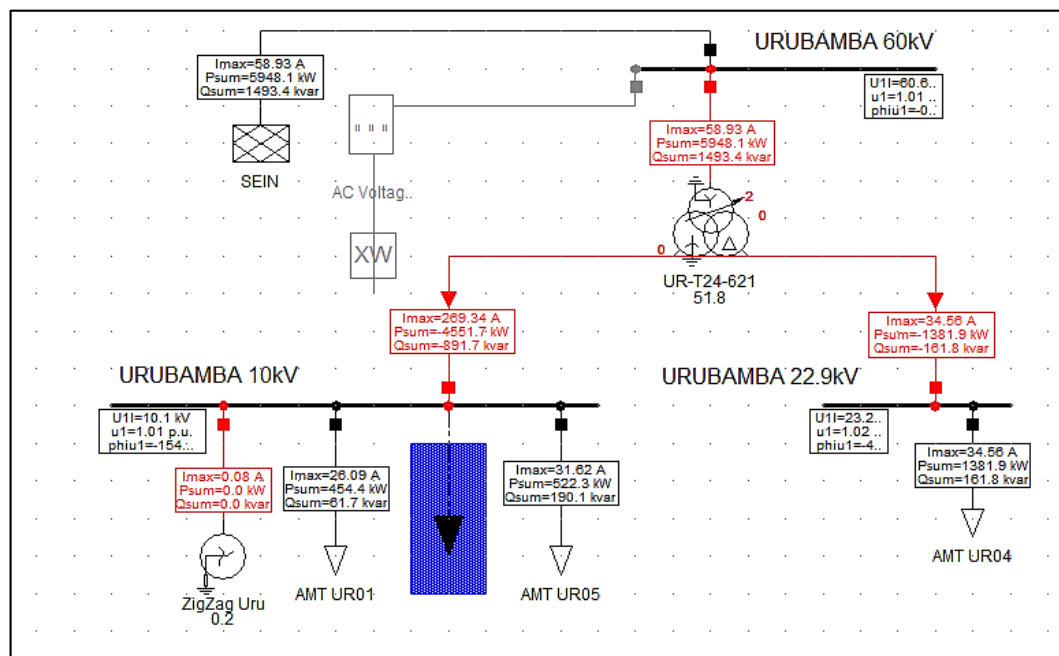 URUBAMBA 60kV
Imax=58.93 A
Psum=5948.1 kW
Qsum=1493.4 kvar
U1l=60.6..
u1=1.01 ..
phiu1=-0..
Imax=58.93 A
Psum=5948.1 kW
Qsum=1493.4 kvar
SEIN
AC Voltag..
XW
2
0
0
UR-T24-621
51.8
Imax=269.34 A
Psum=-4551.7 kW
Qsum=-891.7 kvar
Imax=34.56 A
Psum=-1381.9 kW
Qsum=-161.8 kvar
URUBAMBA 10kV
URUBAMBA 22.9kV
U1l=10.1 kV
u1=1.01 p.u.
phiu1=-154...
U1l=23.2...
u1=1.02 ..
phiu1=-4..
Imax=0.08 A
Psum=0.0 kW
Qsum=0.0 kvar
Imax=26.09 A
Psum=454.4 kW
Qsum=61.7 kvar
Imax=31.62 A
Psum=522.3 kW
Qsum=190.1 kvar
Imax=34.56 A
Psum=1381.9 kW
Qsum=161.8 kvar
ZigZag Uru
0.2
AMT UR01
AMT UR05
AMT UR04